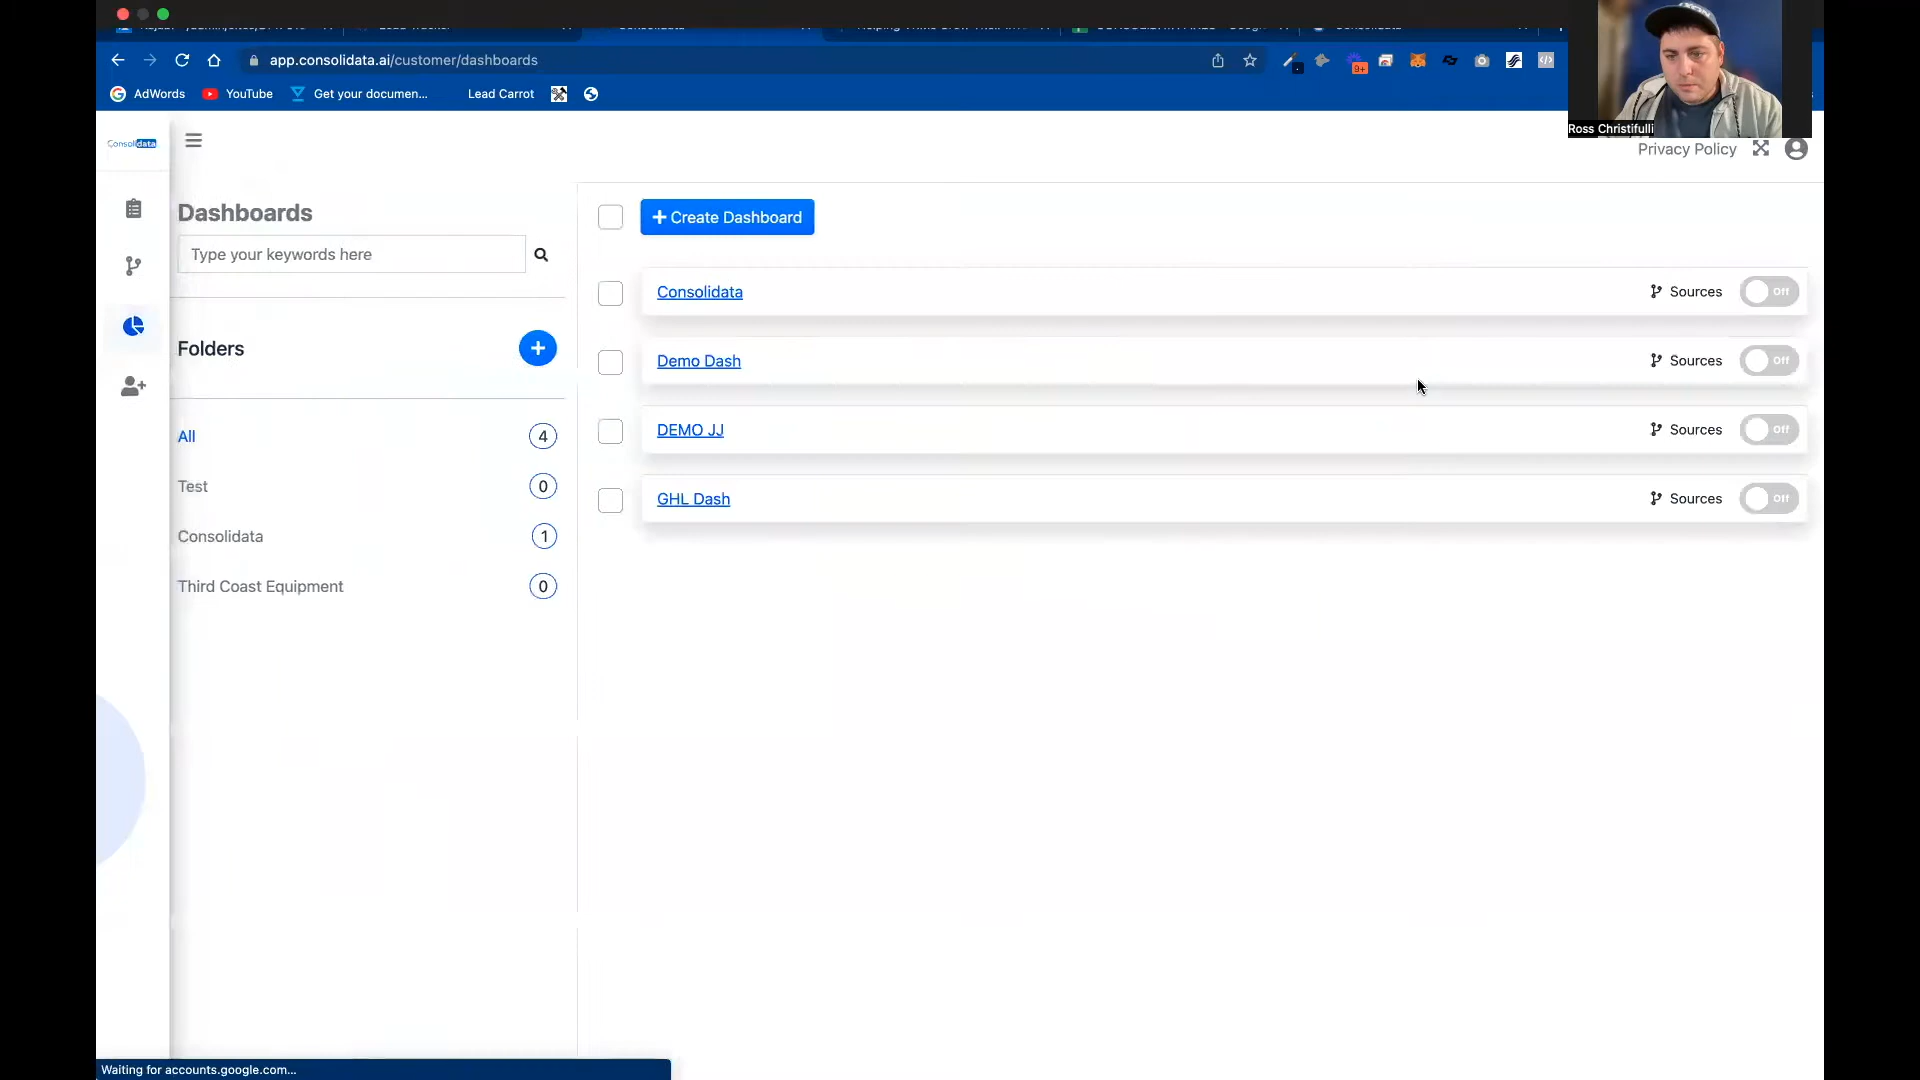 app.consolidata.ai/customer/dashboards
9+
AdWords
YouTube
Get your documen...
Lead Carrot
Ross Christifulli
Consolidata
Privacy Policy
Dashboards
Create Dashboard
Type your keywords here
Consolidata Sources Off
Folders
Demo Dash Sources Off
All 4
DEMO JJ Sources Off
Test 0
GHL Dash Sources Off
Consolidata 1
Third Coast Equipment 0
Waiting for accounts.google.com...